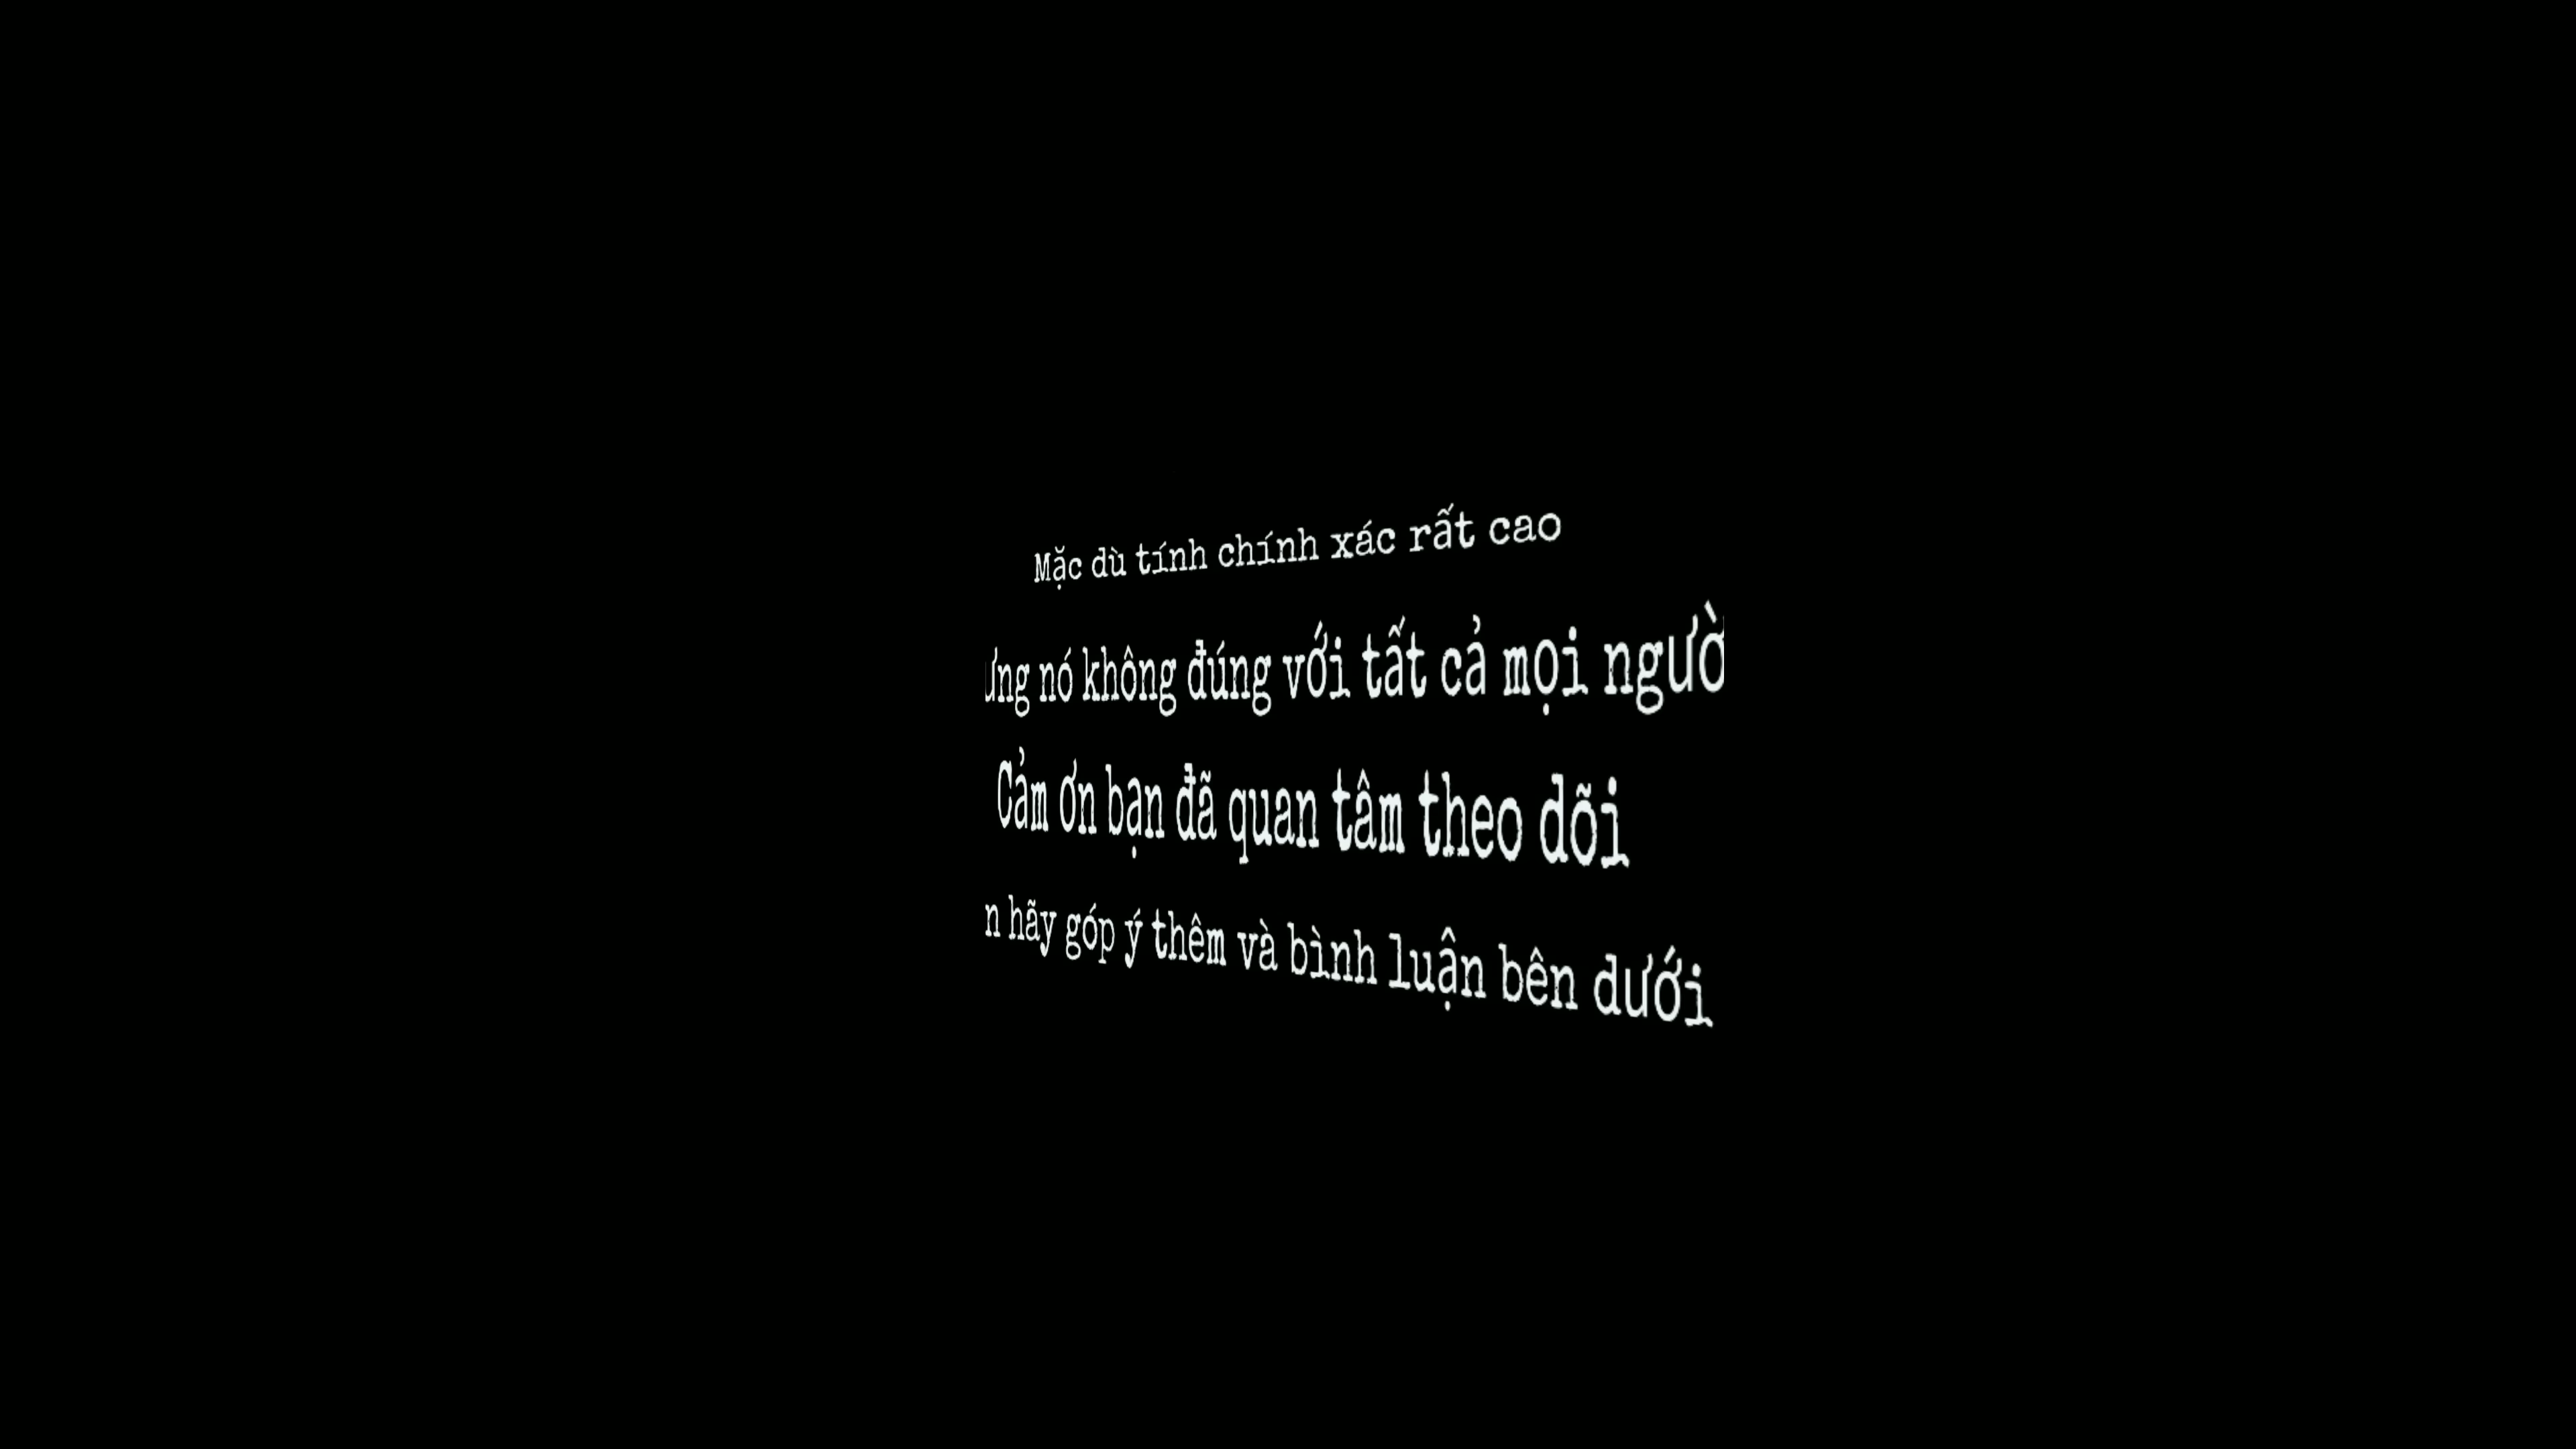 Mặc dù tính chính xác rất cao
ưng nó không đúng với tất cả mọi ngườ
Cảm ơn bạn đã quan tâm theo dõi
n hãy góp ý thêm và bình luận bên dưới